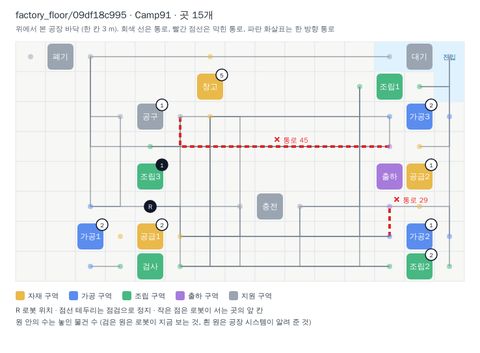 factory_floor/09df18c995 · Camp91 · 곳 15개
위에서 본 공장 바닥 (한 칸 3 m). 회색 선은 통로, 빨간 점선은 막힌 통로, 파란 화살표는 한 방향 통로
폐기
대기
진입
5
창고
조립1
1
공구
2
가공3
× 통로 45
1
조립3
출하
1
공급2
× 통로 29
R
충전
2
가공1
2
공급1
1
가공2
검사
2
조립2
자재 구역
가공 구역
조립 구역
출하 구역
지원 구역
R 로봇 위치 · 점선 테두리는 점검으로 정지 · 작은 점은 로봇이 서는 곳의 앞 칸
원 안의 수는 놓인 물건 수 (검은 원은 로봇이 지금 보는 것, 흰 원은 공장 시스템이 알려 준 것)